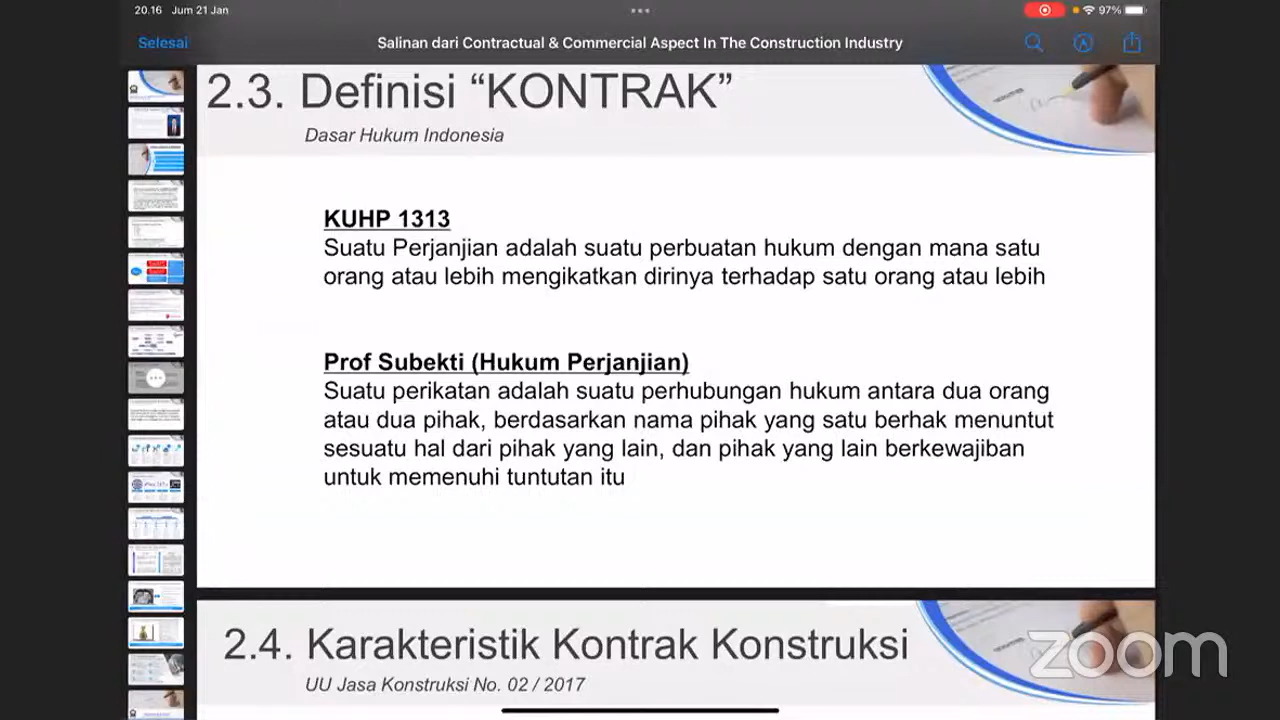 20.16 Jum 21 Jan
97%
Selesai
Salinan dari Contractual & Commercial Aspect In The Construction Industry
2.3. Definisi “KONTRAK”
Dasar Hukum Indonesia
KUHP 1313
Suatu Perjanjian adalah suatu perbuatan hukum dengan mana satu
orang atau lebih mengikatkan dirinya terhadap satu orang atau lebih
Prof Subekti (Hukum Perjanjian)
Suatu perikatan adalah suatu perhubungan hukum antara dua orang
atau dua pihak, berdasarkan nama pihak yang satu berhak menuntut
sesuatu hal dari pihak yang lain, dan pihak yang lain berkewajiban
untuk memenuhi tuntutan itu
2.4. Karakteristik Kontrak Konstruksi
UU Jasa Konstruksi No. 02 / 2017
zoom